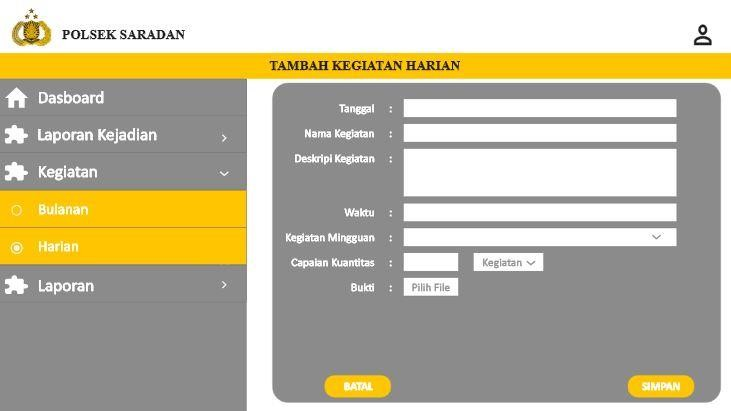 POLSEK SARADAN
TAMBAH KEGIATAN HARIAN
Dasboard
Laporan Kejadian
Kegiatan
Bulanan
Harian
Laporan
Tanggal :
Nama Kegiatan :
Deskripi Kegiatan :
Waktu :
Kegiatan Mingguan :
Capaian Kuantitas : Kegiatan
Bukti : Pilih File
BATAL SIMPAN